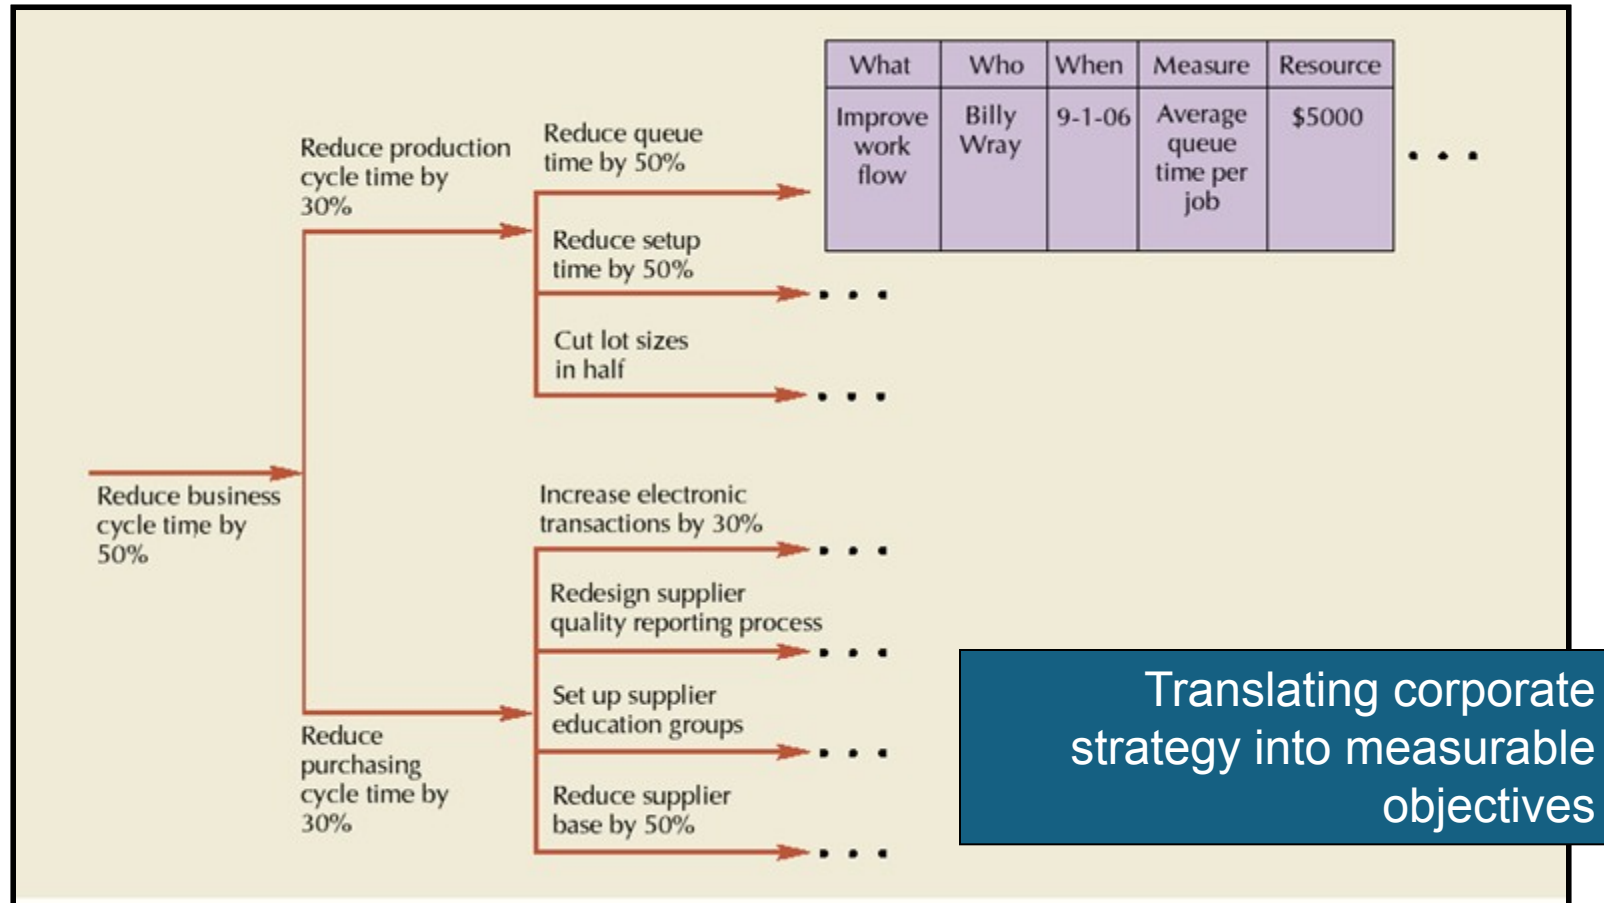 What Who When Measure Resource
Improve work flow
Billy Wray
9-1-06
Average queue time per job
$5000
• • •
Reduce production
cycle time by
30%
Reduce queue
time by 50%
Reduce setup
time by 50%
• • •
Cut lot sizes
in half
• • •
Reduce business
cycle time by
50%
Increase electronic
transactions by 30%
• • •
Redesign supplier
quality reporting process
• • •
Set up supplier
education groups
• • •
Reduce
purchasing
cycle time by
30%
Reduce supplier
base by 50%
• • •
Translating corporate
strategy into measurable
objectives